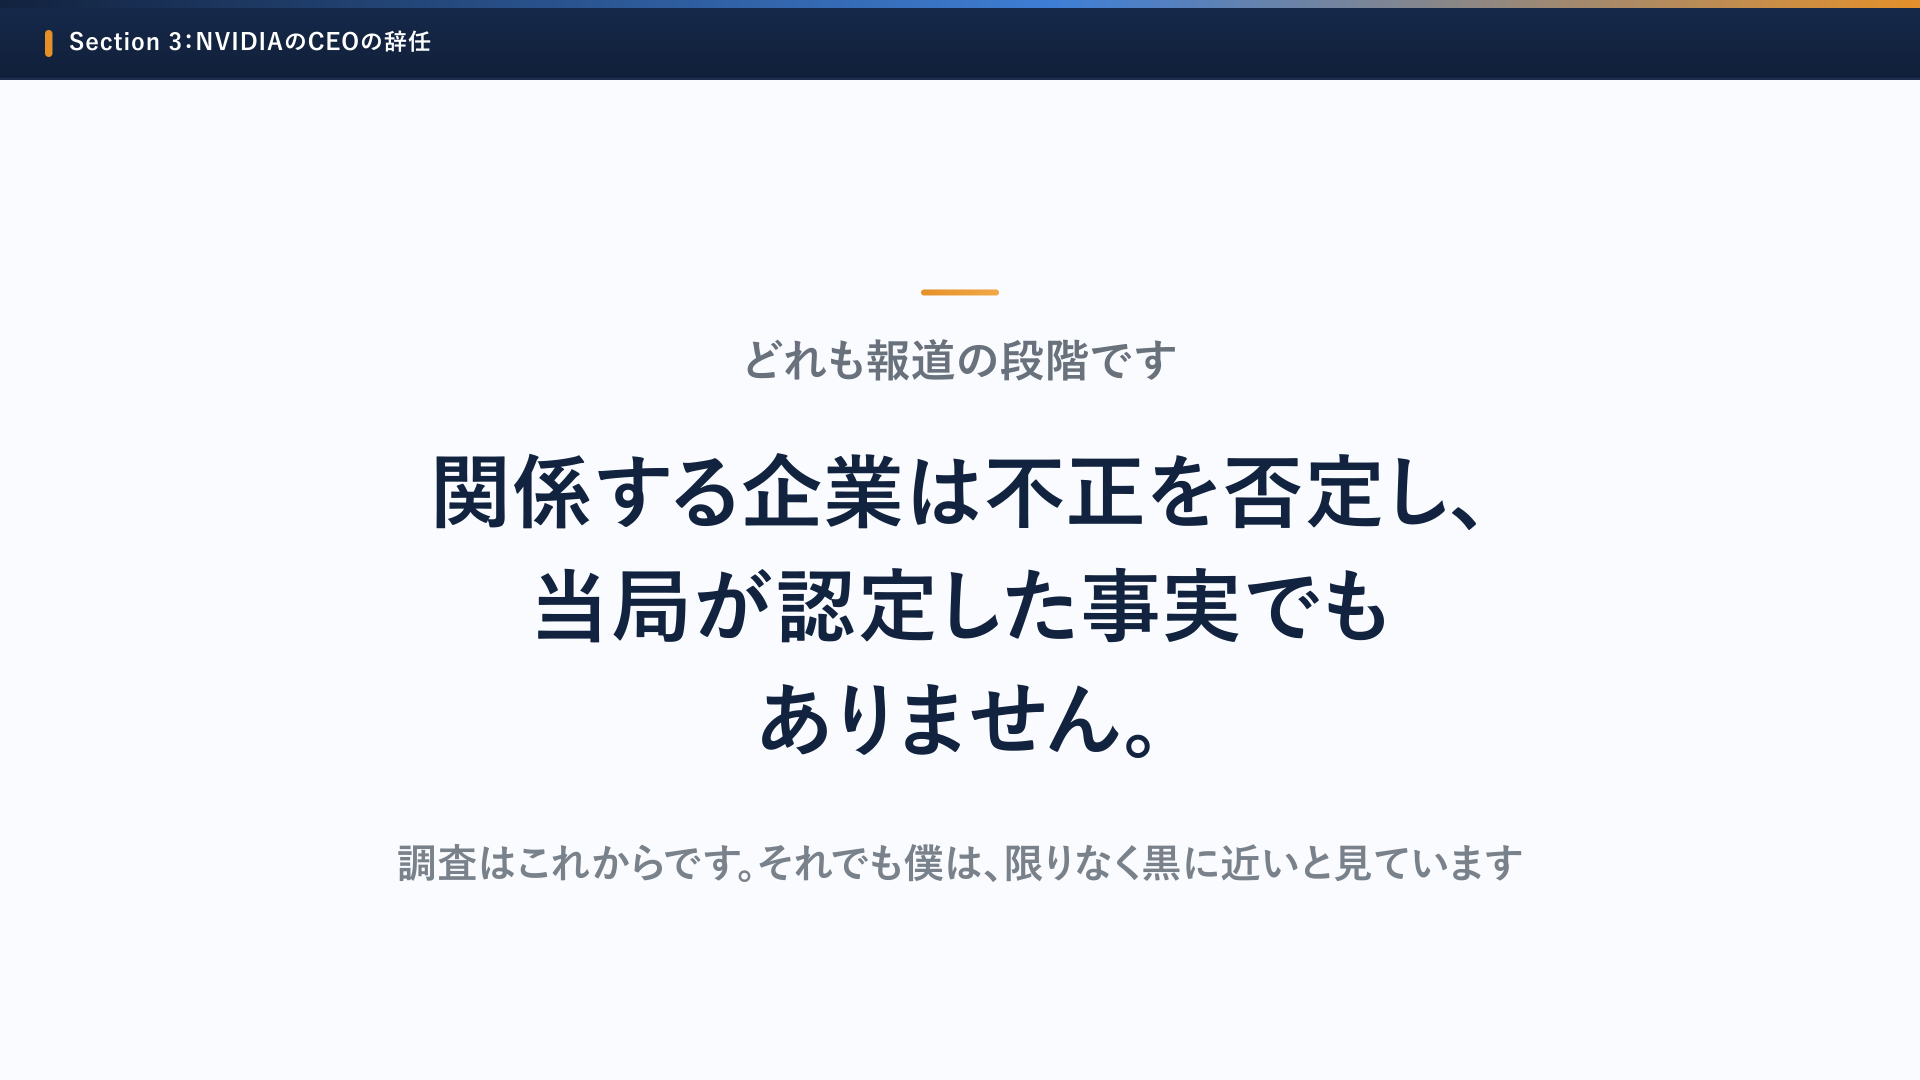 Section 3：NVIDIAのCEOの辞任
どれも報道の段階です
関係する企業は不正を否定し、
当局が認定した事実でも
ありません。
調査はこれからです。それでも僕は、限りなく黒に近いと見ています